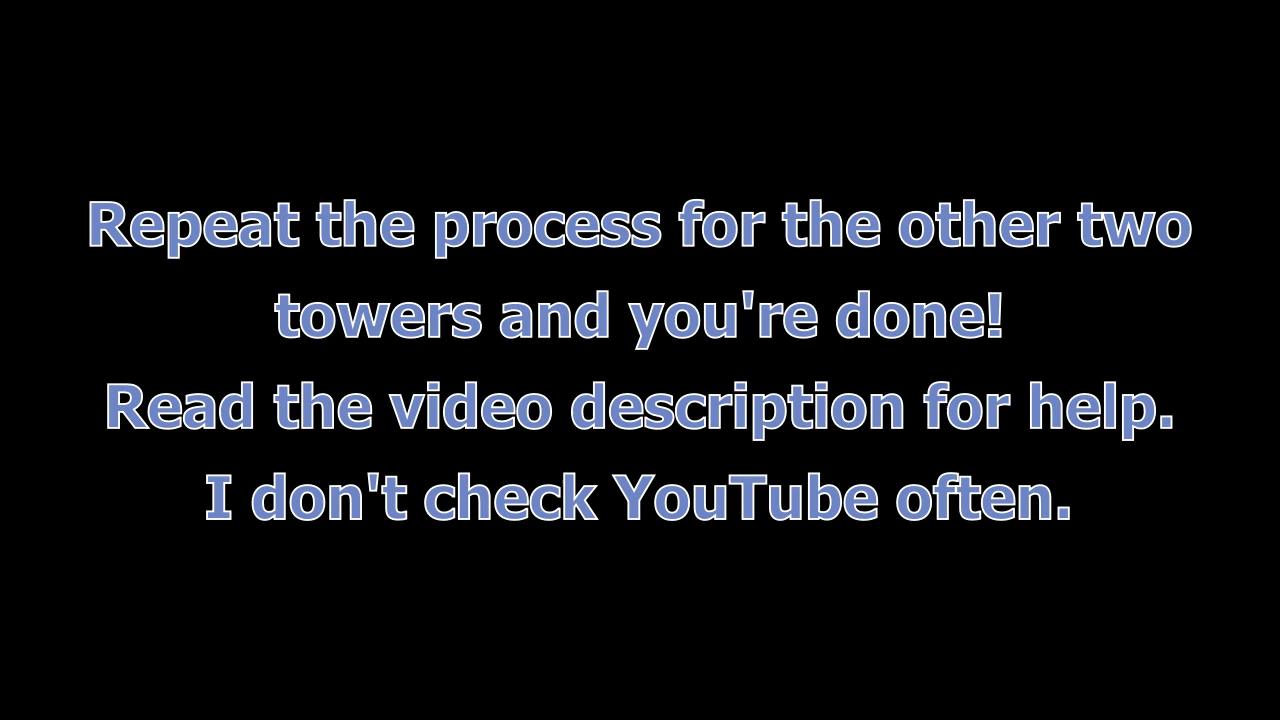 Repeat the process for the other two
towers and you're done!
Read the video description for help.
I don't check YouTube often.